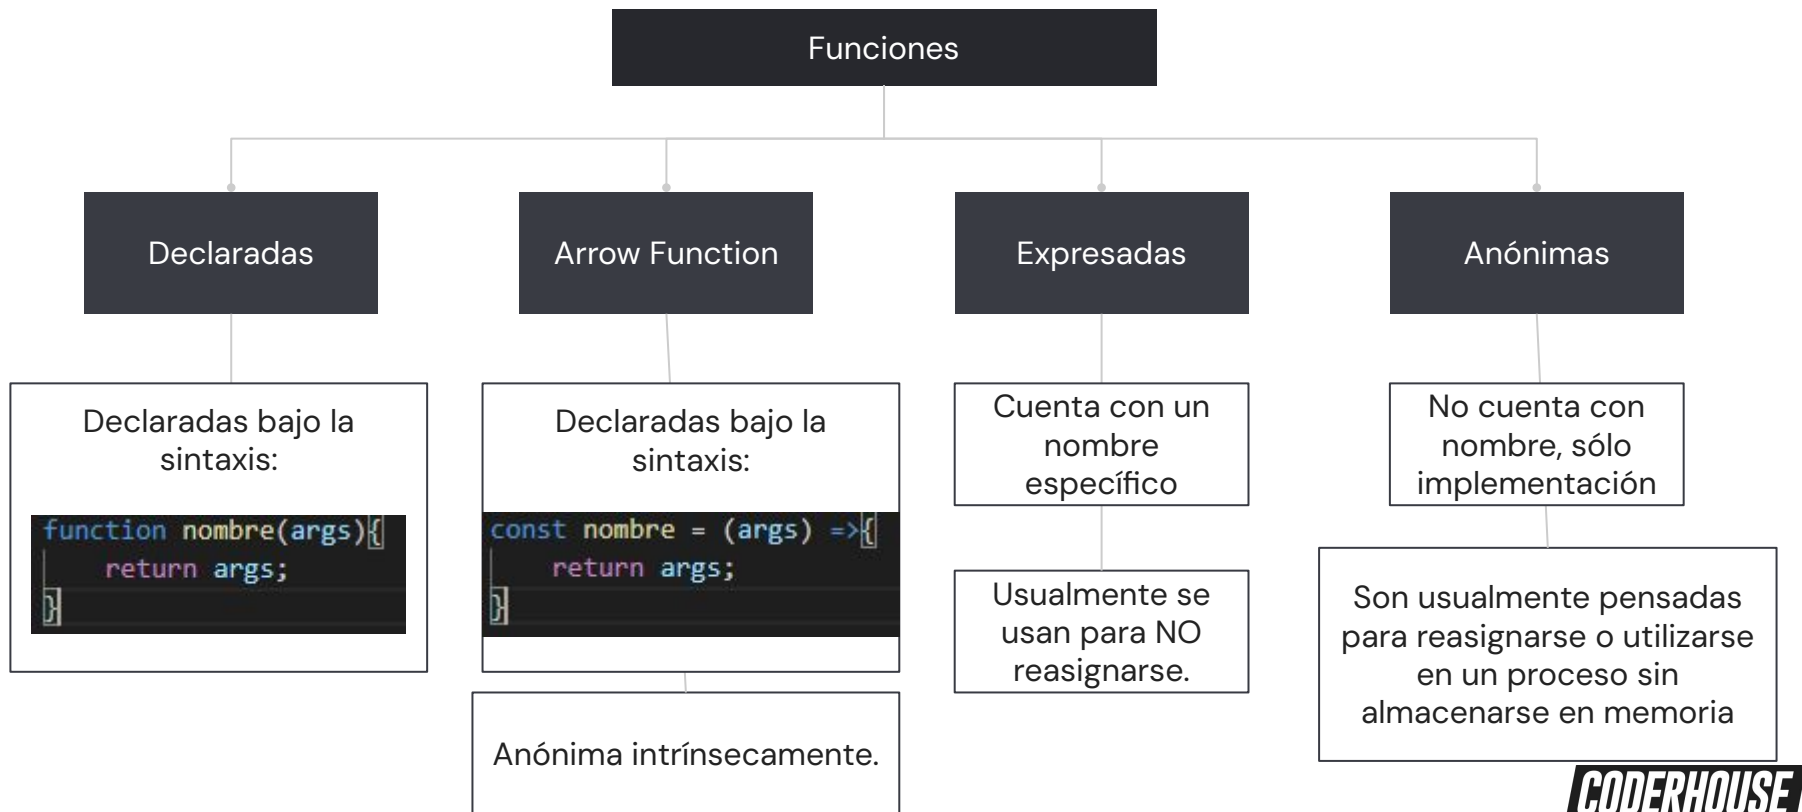 Funciones
Declaradas
Arrow Function
Expresadas
Anónimas
Declaradas bajo la
sintaxis:
function nombre(args){
return args;
}
Declaradas bajo la
sintaxis:
const nombre = (args) =>{
return args;
}
Anónima intrínsecamente.
Cuenta con un
nombre
específico
Usualmente se
usan para NO
reasignarse.
No cuenta con
nombre, sólo
implementación
Son usualmente pensadas
para reasignarse o utilizarse
en un proceso sin
almacenarse en memoria
CODERHOUSE